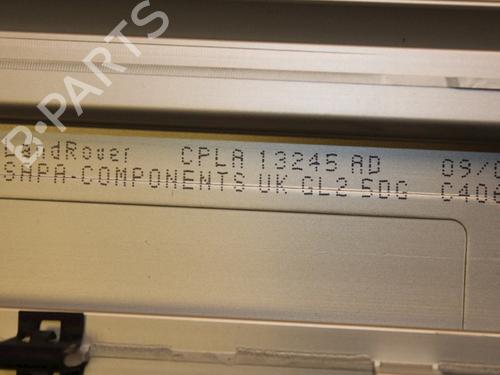 B-PARTS
LandRover CPLA 13245 AD 09/0
SAPA-COMPONENTS UK GL2 5DG C406